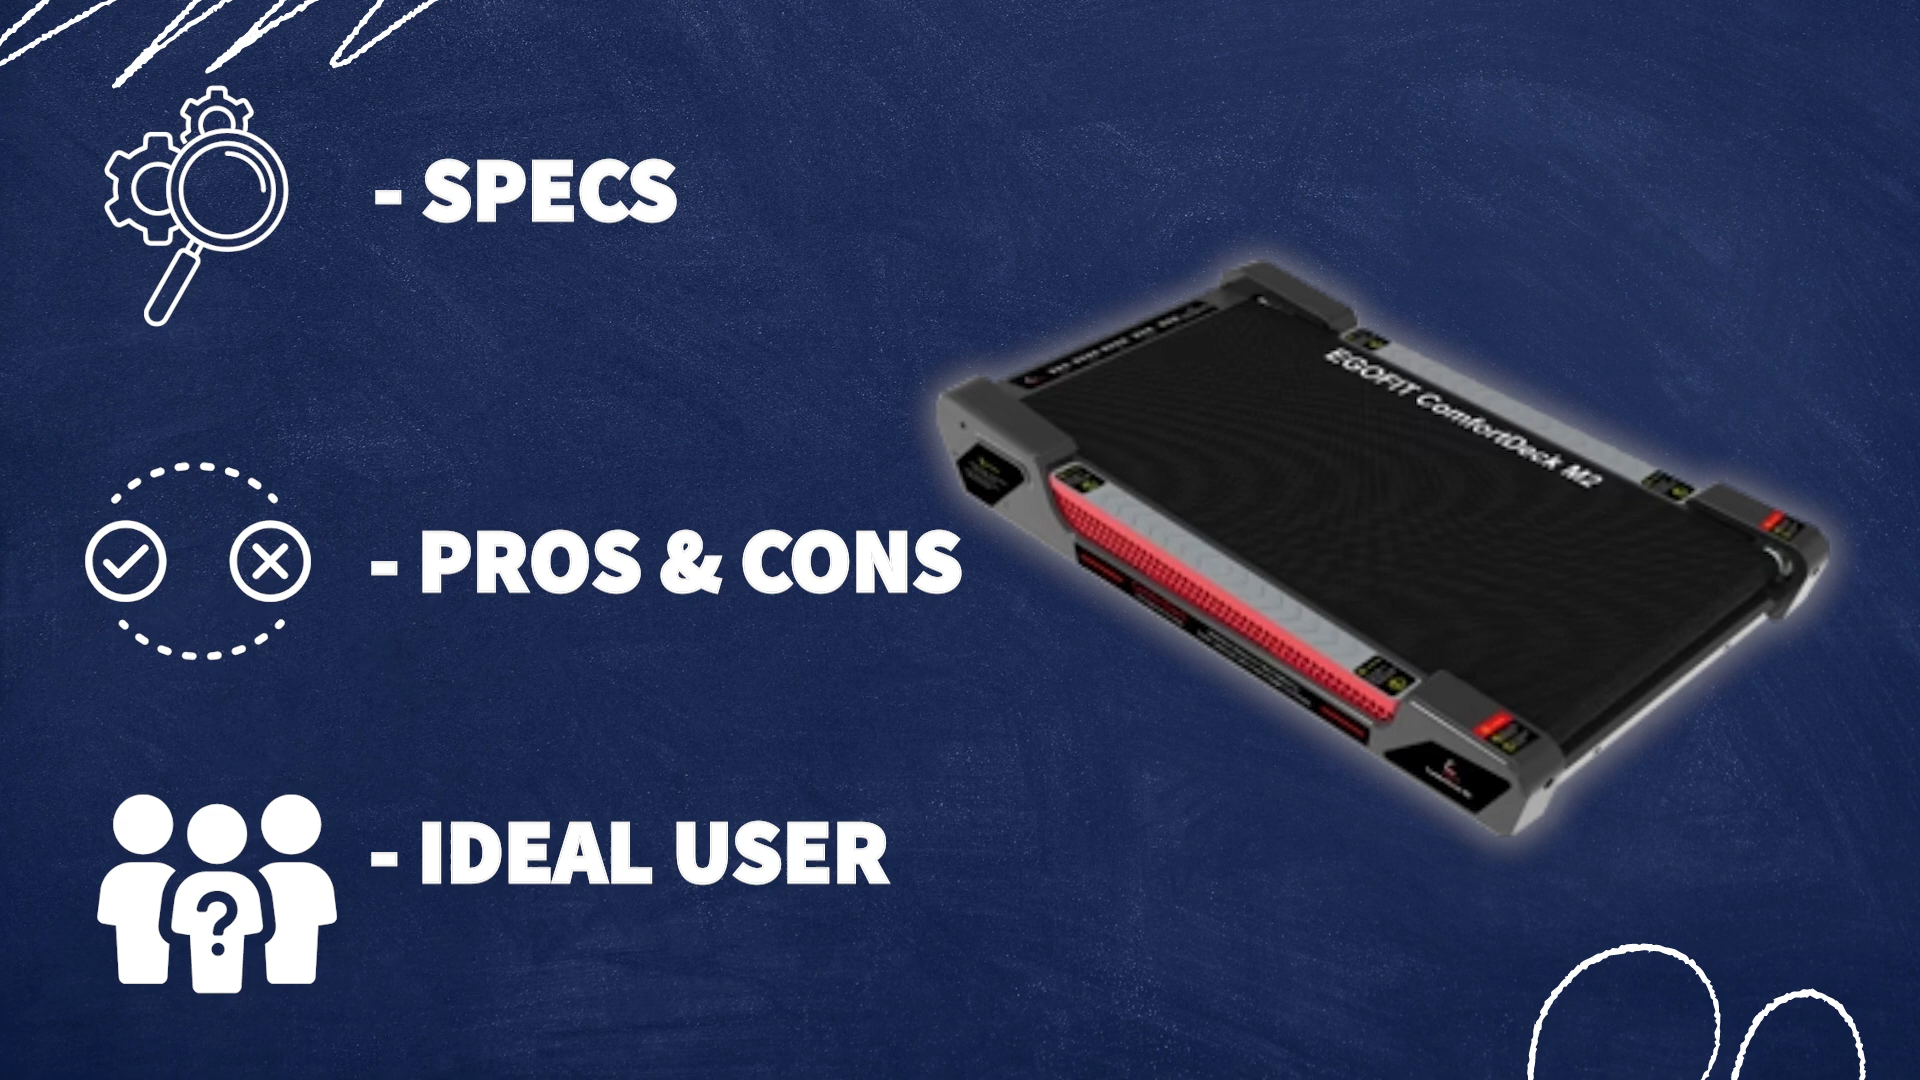 - SPECS
EGOFIT ComfortDeck M2
- PROS & CONS
- IDEAL USER
?